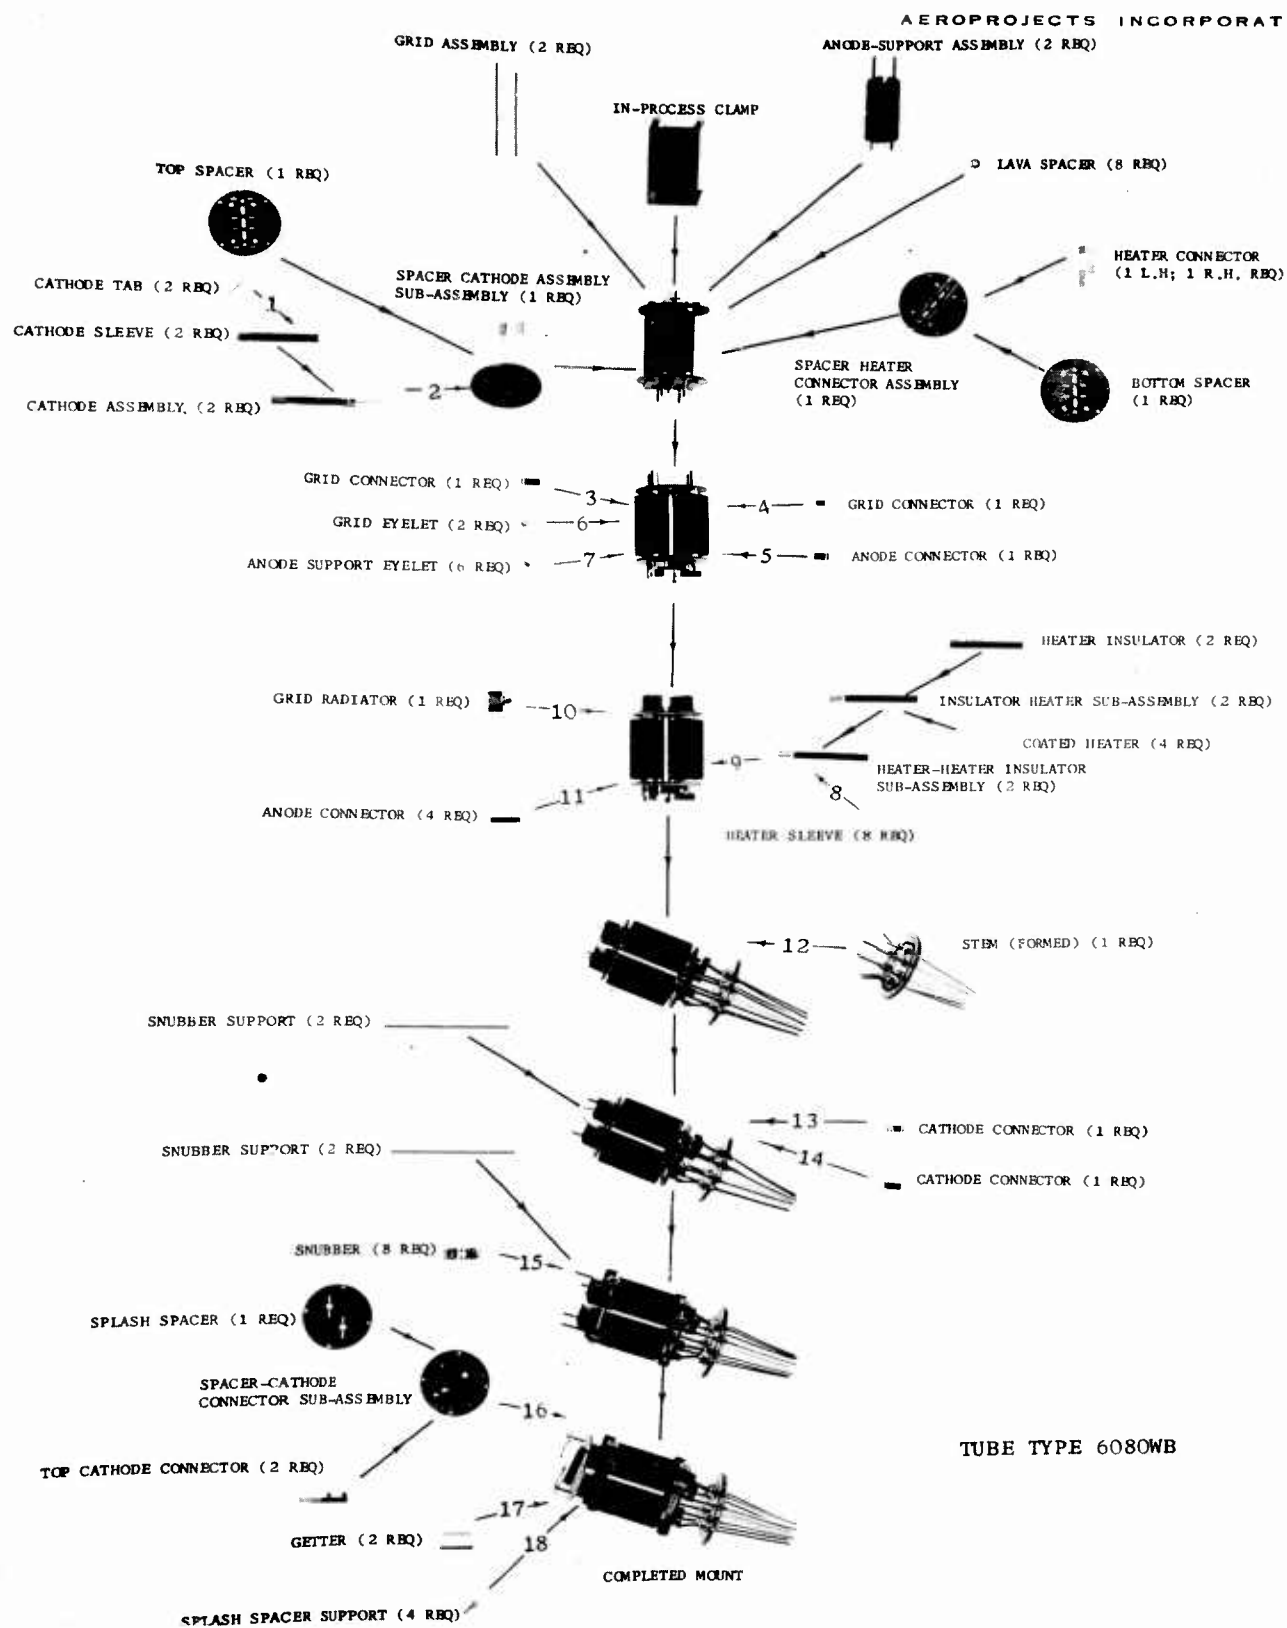 AEROPROJECTS INCORPORAT
GRID ASSEMBLY (2 REQ)
ANODE-SUPPORT ASSEMBLY (2 REQ)
IN-PROCESS CLAMP
TOP SPACER (1 REQ)
LAVA SPACER (8 REQ)
HEATER CONNECTOR
(1 L.H; 1 R.H. REQ)
SPACER CATHODE ASSEMBLY
SUB-ASSEMBLY (1 REQ)
CATHODE TAB (2 REQ)
1
CATHODE SLEEVE (2 REQ)
SPACER HEATER
CONNECTOR ASSEMBLY
(1 REQ)
BOTTOM SPACER
(1 REQ)
2
CATHODE ASSEMBLY. (2 REQ)
GRID CONNECTOR (1 REQ)
3
4
GRID CONNECTOR (1 REQ)
GRID EYELET (2 REQ)
6
ANODE SUPPORT EYELET (6 REQ)
7
5
ANODE CONNECTOR (1 REQ)
HEATER INSULATOR (2 REQ)
GRID RADIATOR (1 REQ)
10
INSULATOR HEATER SUB-ASSEMBLY (2 REQ)
COATED HEATER (4 REQ)
9
HEATER-HEATER INSULATOR
SUB-ASSEMBLY (2 REQ)
8
11
ANODE CONNECTOR (4 REQ)
HEATER SLEEVE (8 REQ)
12
STEM (FORMED) (1 REQ)
SNUBBER SUPPORT (2 REQ)
13
CATHODE CONNECTOR (1 REQ)
SNUBBER SUPPORT (2 REQ)
14
CATHODE CONNECTOR (1 REQ)
SNUBBER (8 REQ)
15
SPLASH SPACER (1 REQ)
SPACER-CATHODE
CONNECTOR SUB-ASSEMBLY
16
TUBE TYPE 6080WB
TOP CATHODE CONNECTOR (2 REQ)
17
GETTER (2 REQ)
18
COMPLETED MOUNT
SPLASH SPACER SUPPORT (4 REQ)